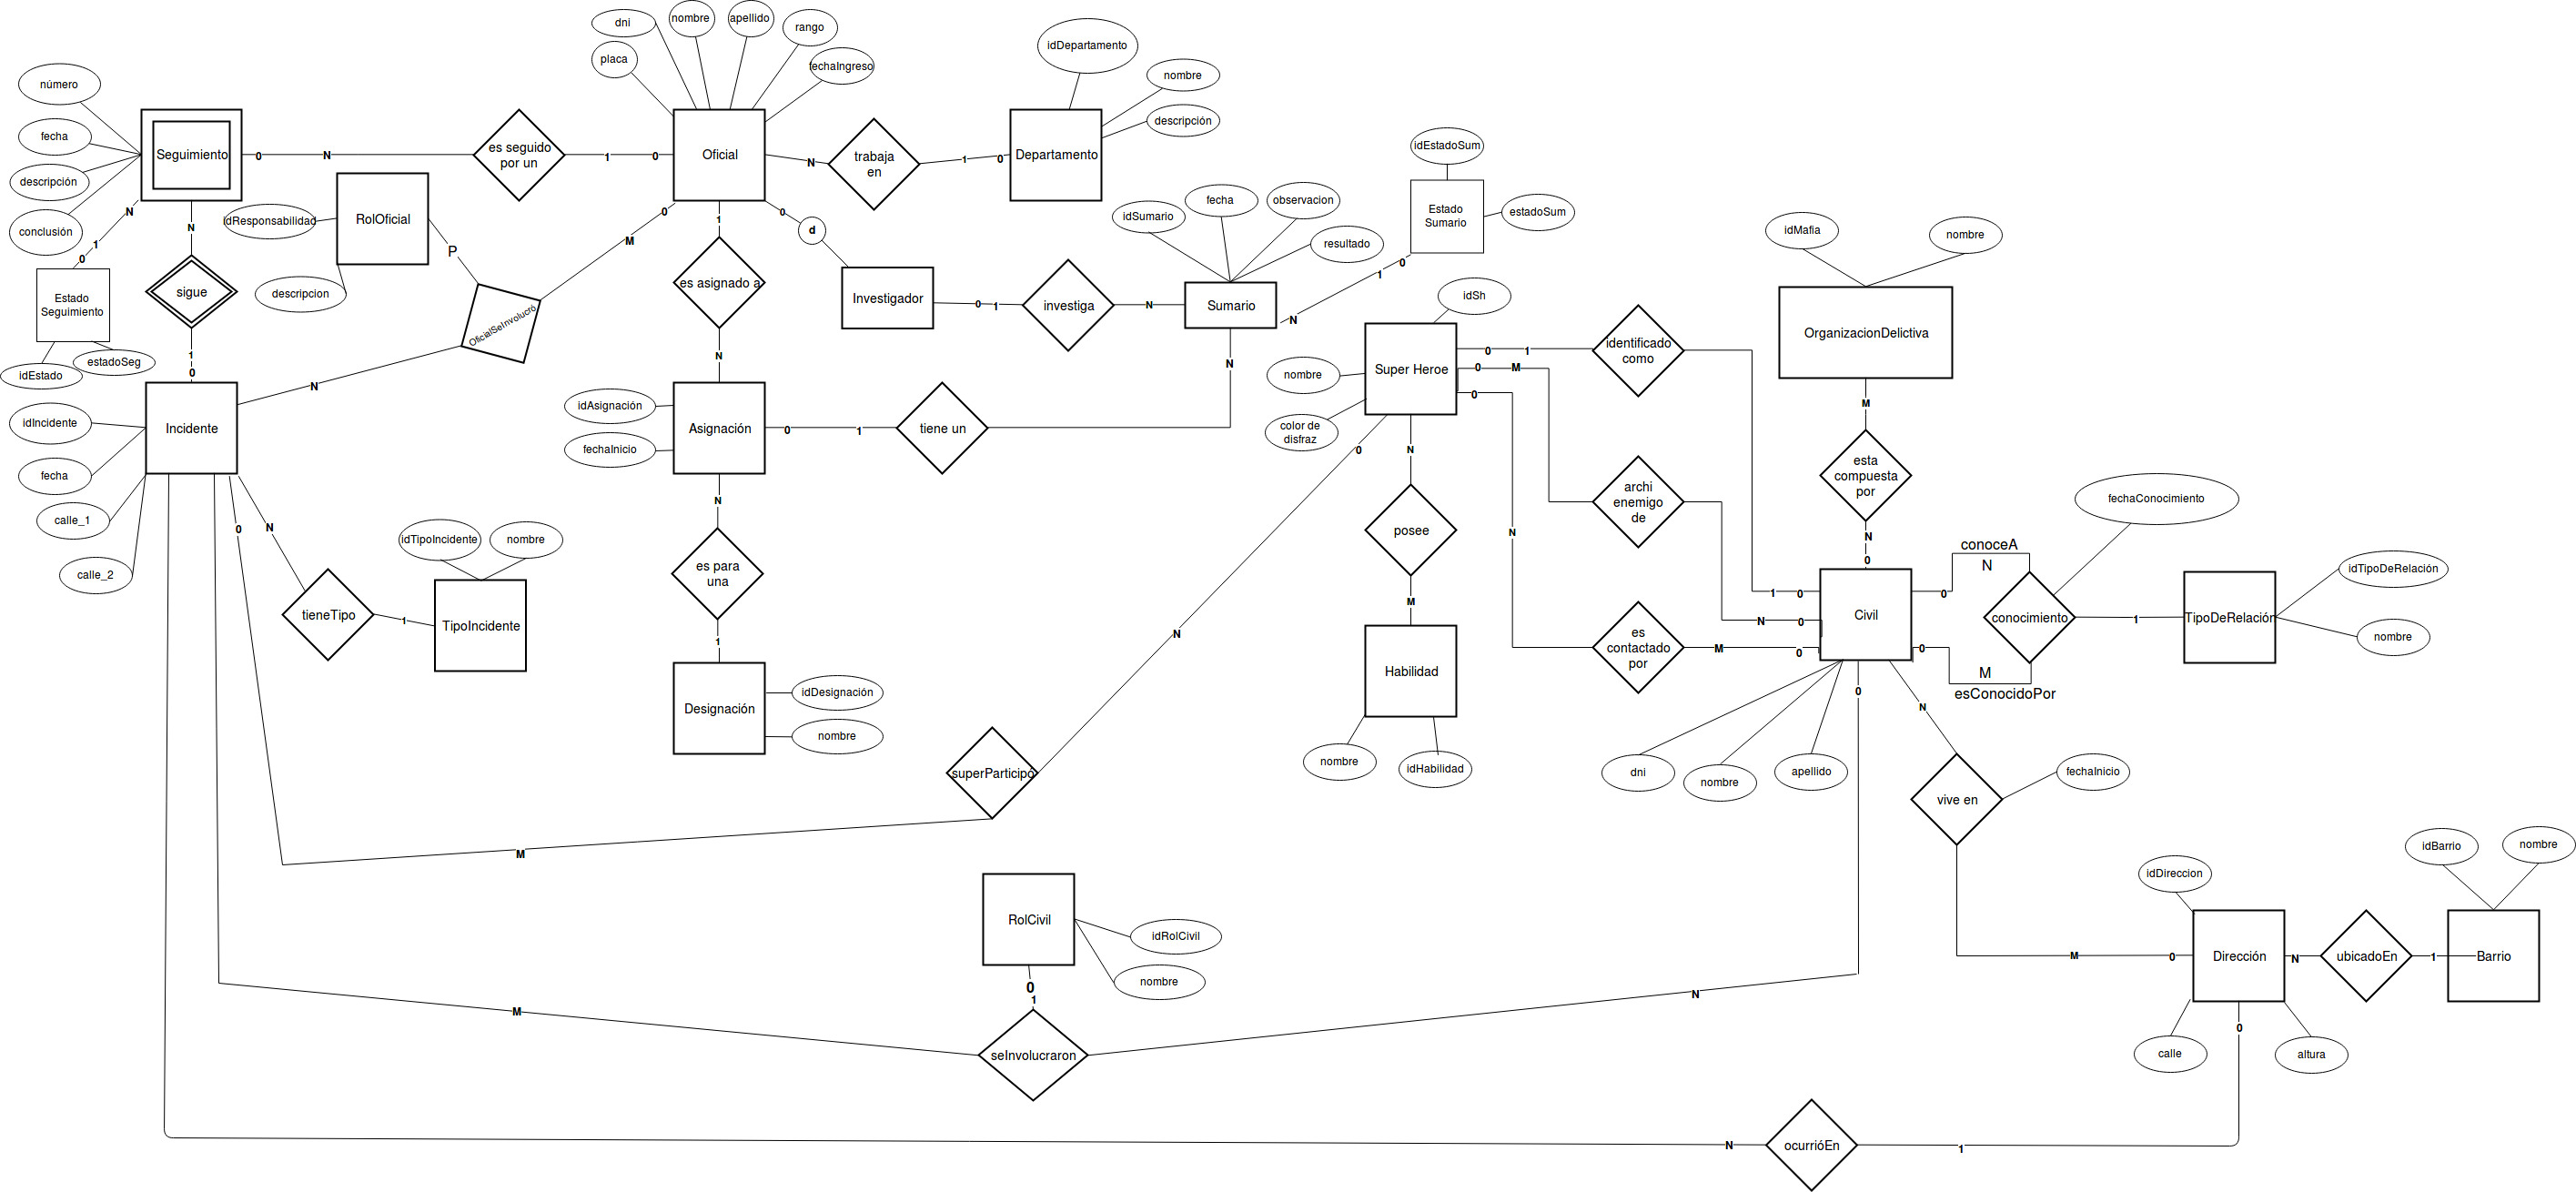 dni
nombre
apellido
rango
placa
fechaIngreso
idDepartamento
nombre
descripción
número
fecha
descripción
conclusión
Seguimiento
0
N
es seguido
por un
1
0
Oficial
N
trabaja
en
1
0
Departamento
N
1
0
Estado
Seguimiento
idEstado
estadoSeg
N
sigue
1
0
idResponsabilidad
RolOficial
descripcion
P
OficialSeInvolucró
M
0
N
1
es asignado a
N
0
d
Investigador
0
1
investiga
N
Sumario
idSumario
fecha
observacion
resultado
idEstadoSum
Estado
Sumario
estadoSum
0
1
N
N
Incidente
idIncidente
fecha
calle_1
calle_2
idAsignación
fechaInicio
Asignación
0
1
tiene un
N
es para
una
1
Designación
idDesignación
nombre
0
N
tieneTipo
1
TipoIncidente
idTipoIncidente
nombre
idSh
Super Heroe
nombre
color de
disfraz
0
1
identificado
como
1
0
0
M
archi
enemigo
de
N
0
0
N
es
contactado
por
M
0
0
N
superParticipó
M
N
posee
M
Habilidad
nombre
idHabilidad
idMafia
nombre
OrganizacionDelictiva
M
esta
compuesta
por
N
0
Civil
dni
nombre
apellido
0
conoceA
N
0
M
esConocidoPor
conocimiento
fechaConocimiento
1
TipoDeRelación
idTipoDeRelación
nombre
N
vive en
fechaInicio
M
0
Dirección
idDireccion
calle
altura
N
ubicadoEn
1
Barrio
idBarrio
nombre
0
RolCivil
idRolCivil
nombre
0
1
seInvolucraron
M
N
0
N
ocurrióEn
1